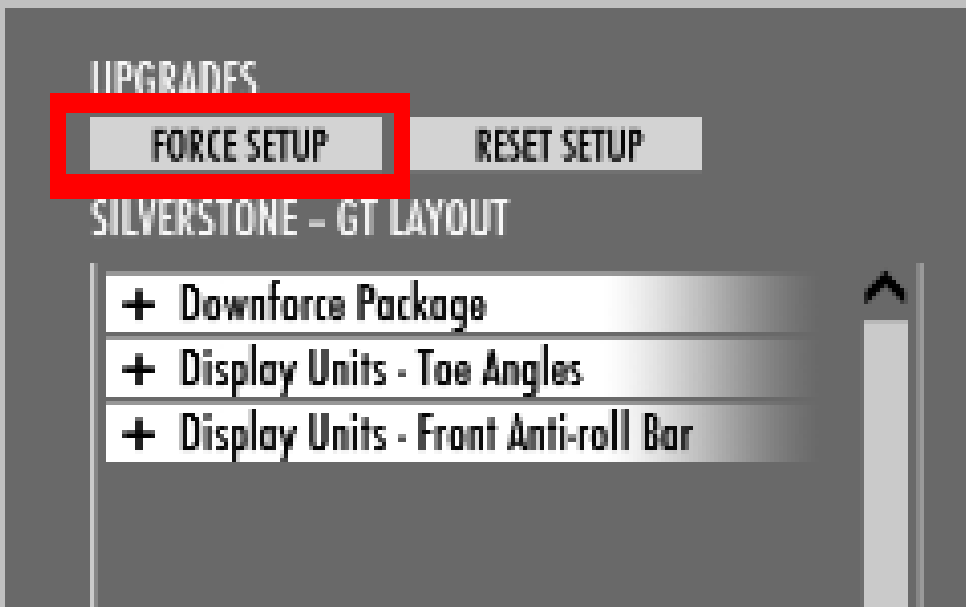 UPGRADES
FORCE SETUP RESET SETUP
SILVERSTONE – GT LAYOUT
+ Downforce Package
+ Display Units - Toe Angles
+ Display Units - Front Anti-roll Bar